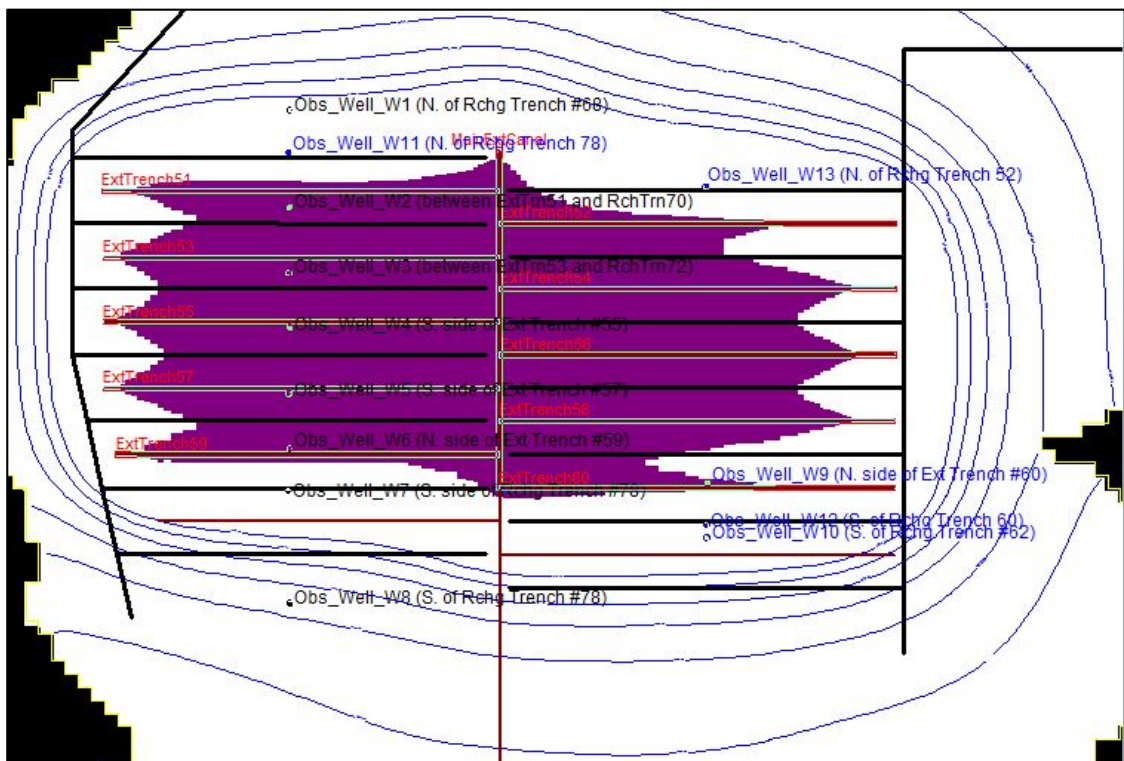 Obs_Well_W1 (N. of Rchg Trench #68)
MainExtCanal
Obs_Well_W11 (N. of Rchg Trench 78)
Obs_Well_W13 (N. of Rchg Trench 52)
ExtTrench51
Obs_Well_W2 (between ExtTrn51 and RchTrn70)
ExtTrench52
ExtTrench53
Obs_Well_W3 (between ExtTrn53 and RchTrn72)
ExtTrench54
ExtTrench55
Obs_Well_W4 (S. side of Ext Trench #55)
ExtTrench56
ExtTrench57
Obs_Well_W5 (S. side of Ext Trench #57)
ExtTrench58
ExtTrench59
Obs_Well_W6 (N. side of Ext Trench #59)
ExtTrench60
Obs_Well_W9 (N. side of Ext Trench #60)
Obs_Well_W7 (S. side of Rchg Trench #78)
Obs_Well_W12 (S. of Rchg Trench 60)
Obs_Well_W10 (S. of Rchg Trench #62)
Obs_Well_W8 (S. of Rchg Trench #78)